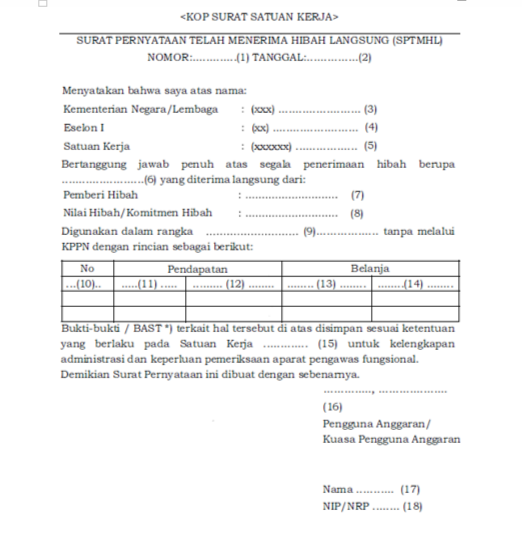 <KOP SURAT SATUAN KERJA>
SURAT PERNYATAAN TELAH MENERIMA HIBAH LANGSUNG (SPTMHL)
NOMOR:............(1) TANGGAL:...............(2)
Menyatakan bahwa saya atas nama:
Kementerian Negara/Lembaga : (xxx) ........................ (3)
Eselon I : (xx) ......................... (4)
Satuan Kerja : (xxxxxx) .................. (5)
Bertanggung jawab penuh atas segala penerimaan hibah berupa
........................(6) yang diterima langsung dari:
Pemberi Hibah : ........................... (7)
Nilai Hibah/Komitmen Hibah : ........................... (8)
Digunakan dalam rangka ........................... (9).................. tanpa melalui
KPPN dengan rincian sebagai berikut:
No Pendapatan Belanja
...(10).. .....(11) ..... ......... (12) ........ ........ (13) ........ ........(14) ........
Bukti-bukti / BAST *) terkait hal tersebut di atas disimpan sesuai ketentuan
yang berlaku pada Satuan Kerja ............. (15) untuk kelengkapan
administrasi dan keperluan pemeriksaan aparat pengawas fungsional.
Demikian Surat Pernyataan ini dibuat dengan sebenarnya.
.............., ....................
(16)
Pengguna Anggaran/
Kuasa Pengguna Anggaran
Nama ........... (17)
NIP/NRP ........ (18)